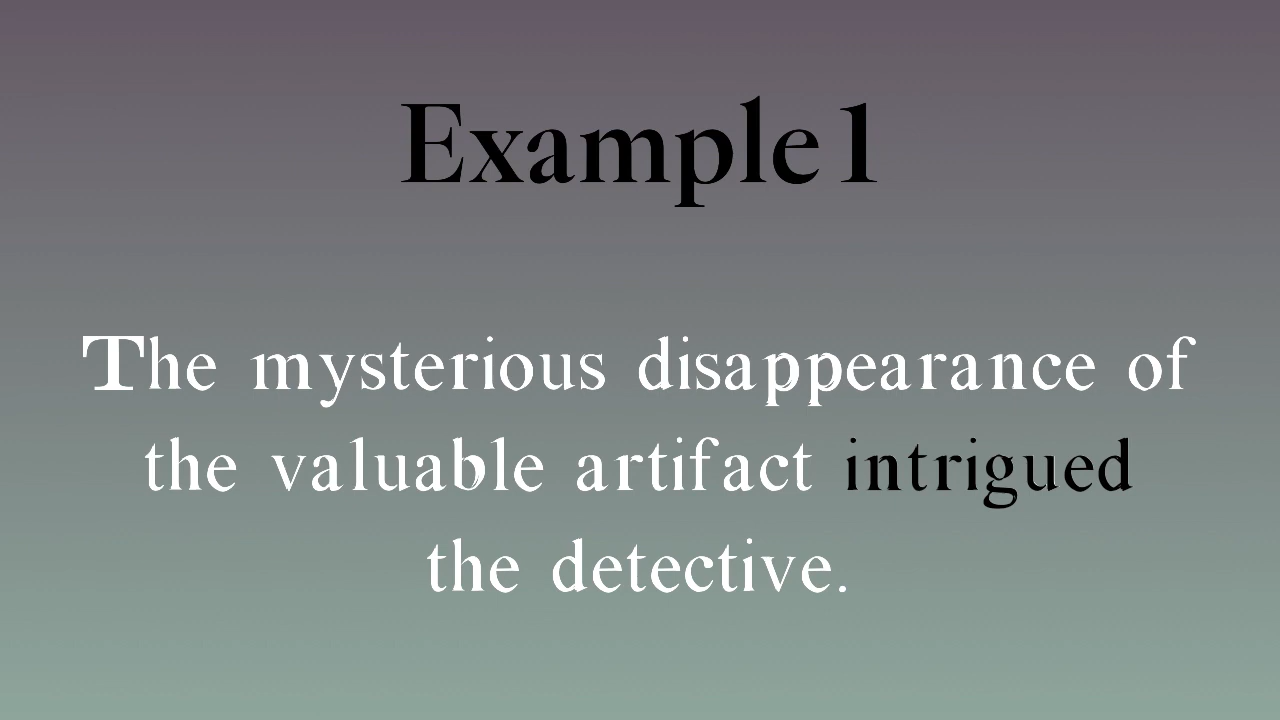 Example 1
The mysterious disappearance of
the valuable artifact intrigued
the detective.